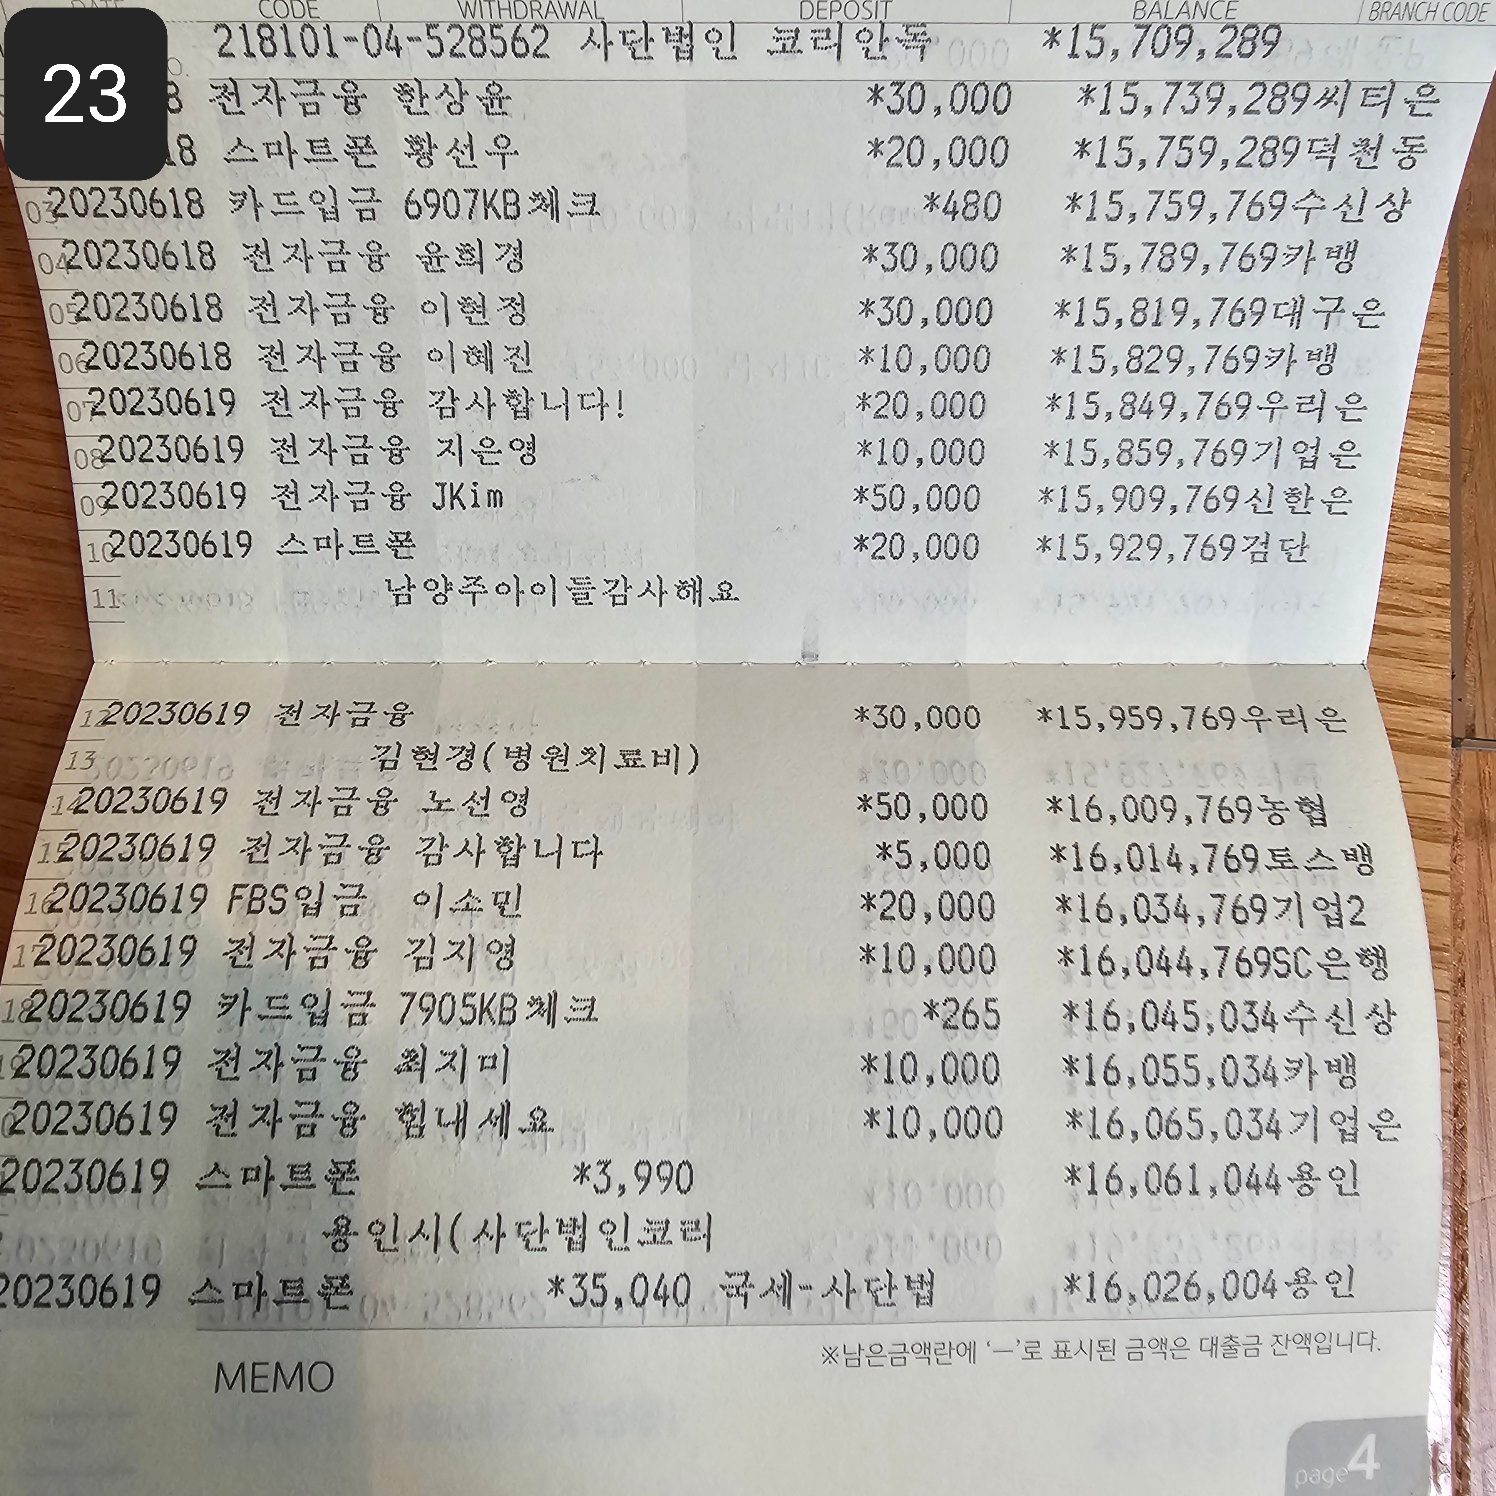 23
DATE CODE WITHDRAWAL DEPOSIT BALANCE BRANCH CODE
218101-04-528562 사단법인 코리안독 *15,709,289
8 전자금융 한상윤 *30,000 *15,739,289씨티은
18 스마트폰 황선우 *20,000 *15,759,289덕천동
03 20230618 카드입금 6907KB체크 *480 *15,759,769수신상
04 20230618 전자금융 윤희경 *30,000 *15,789,769카뱅
05 20230618 전자금융 이현정 *30,000 *15,819,769대구은
06 20230618 전자금융 이혜진 *10,000 *15,829,769카뱅
07 20230619 전자금융 감사합니다! *20,000 *15,849,769우리은
08 20230619 전자금융 지은영 *10,000 *15,859,769기업은
09 20230619 전자금융 JKim *50,000 *15,909,769신한은
10 20230619 스마트폰 *20,000 *15,929,769검단
11 남양주아이들감사해요
12 20230619 전자금융 *30,000 *15,959,769우리은
13 김현경(병원치료비)
14 20230619 전자금융 노선영 *50,000 *16,009,769농협
15 20230619 전자금융 감사합니다 *5,000 *16,014,769토스뱅
16 20230619 FBS입금 이소민 *20,000 *16,034,769기업2
17 20230619 전자금융 김지영 *10,000 *16,044,769SC은행
18 20230619 카드입금 7905KB체크 *265 *16,045,034수신상
20230619 전자금융 최지미 *10,000 *16,055,034카뱅
20230619 전자금융 힘내세요 *10,000 *16,065,034기업은
20230619 스마트폰 *3,990 *16,061,044용인
용인시(사단법인코리
20230619 스마트폰 *35,040 국세-사단법 *16,026,004용인
※남은금액란에 ‘—’로 표시된 금액은 대출금 잔액입니다.
MEMO
page4